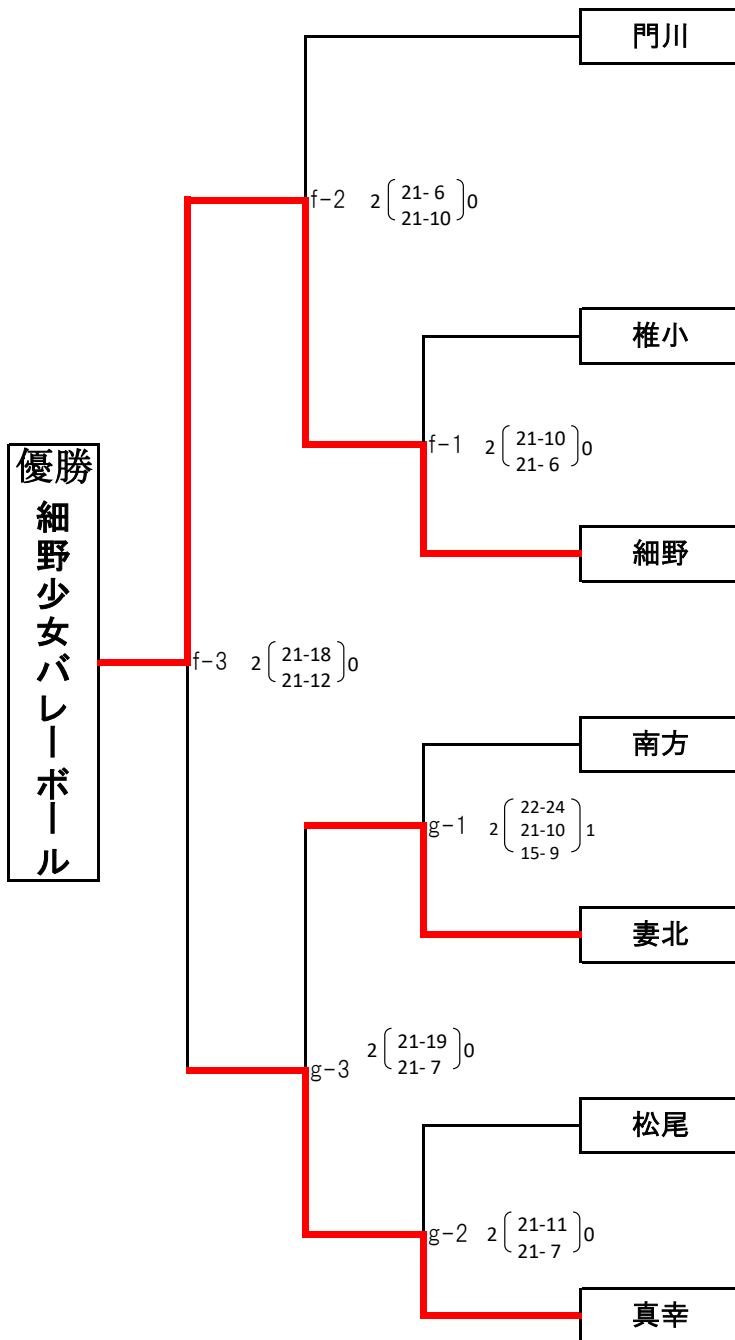 門川
f-2 2 21- 6 0
21-10
椎小
f-1 2 21-10 0
21- 6
細野
優勝
細野少女バレーボール
f-3 2 21-18 0
21-12
南方
g-1 2 22-24 1
21-10
15- 9
妻北
g-3 2 21-19 0
21- 7
松尾
g-2 2 21-11 0
21- 7
真幸